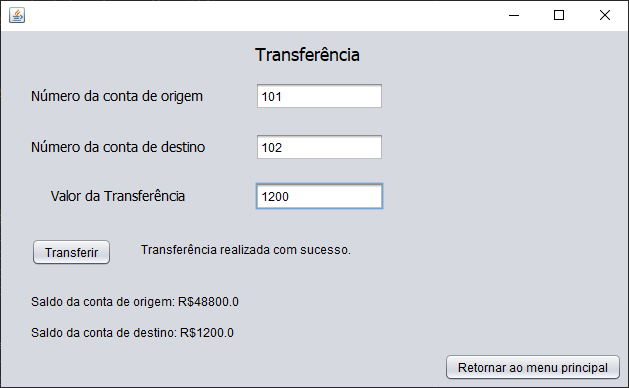 Transferência
Número da conta de origem 101
Número da conta de destino 102
Valor da Transferência 1200
Transferir Transferência realizada com sucesso.
Saldo da conta de origem: R$48800.0
Saldo da conta de destino: R$1200.0
Retornar ao menu principal